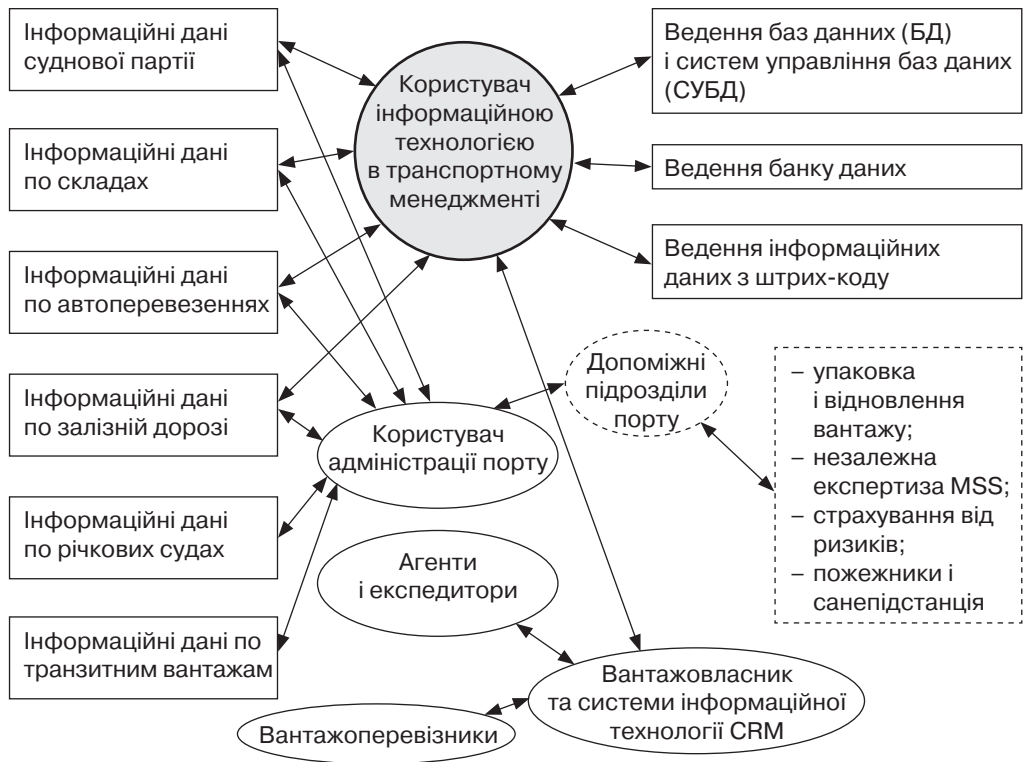 Інформаційні дані
суднової партії
Інформаційні дані
по складах
Інформаційні дані
по автоперевезеннях
Інформаційні дані
по залізній дорозі
Інформаційні дані
по річкових судах
Інформаційні дані по
транзитним вантажам
Користувач
інформаційною
технологією
в транспортному
менеджменті
Ведення баз данних (БД)
і систем управління баз даних
(СУБД)
Ведення банку даних
Ведення інформаційних
даних з штрих-коду
Допоміжні
підрозділи
порту
– упаковка
і відновлення
вантажу;
– незалежна
експертиза MSS;
– страхування від
ризиків;
– пожежники і
санепідстанція
Користувач
адміністрації порту
Агенти
і експедитори
Вантажовласник
та системи інформаційної
технології CRM
Вантажоперевізники